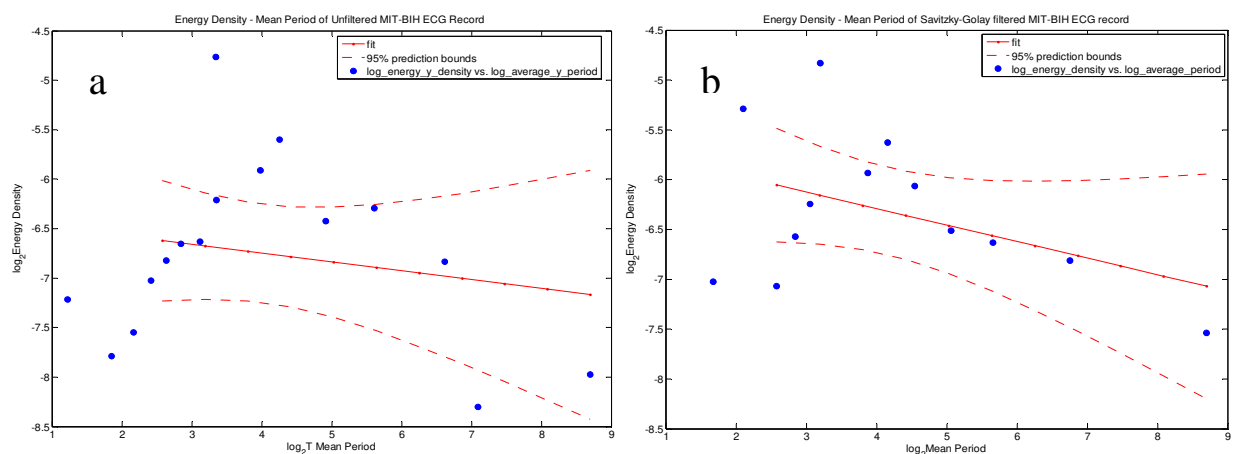 Energy Density - Mean Period of Unfiltered MIT-BIH ECG Record
a
fit
95% prediction bounds
log_energy_y_density vs. log_average_y_period
-4.5
-5
-5.5
-6
-6.5
-7
-7.5
-8
-8.5
log2Energy Density
1 2 3 4 5 6 7 8 9
log2T Mean Period
Energy Density - Mean Period of Savitzky-Golay filtered MIT-BIH ECG record
b
fit
95% prediction bounds
log_energy_density vs. log_average_period
-4.5
-5
-5.5
-6
-6.5
-7
-7.5
-8
-8.5
log2Energy Density
1 2 3 4 5 6 7 8 9
log2Mean Period